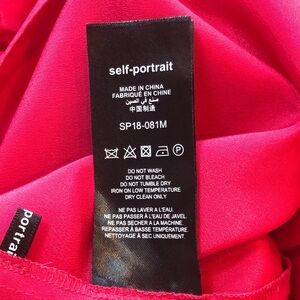 self-portrait
MADE IN CHINA
FABRIQUÉ EN CHINE
صنع في الصين
中国制造
SP18-081M
DO NOT WASH
DO NOT BLEACH
DO NOT TUMBLE DRY
IRON ON LOW TEMPERATURE
DRY CLEAN ONLY
NE PAS LAVER A L'EAU.
NE PAS PASSER A L'EAU DE JAVEL
NE PAS SECHER A LA MACHINE
REPASSER À BASSE TEMPÉRATURE
NETTOYAGE À SEC UNIQUEMENT.
portrait